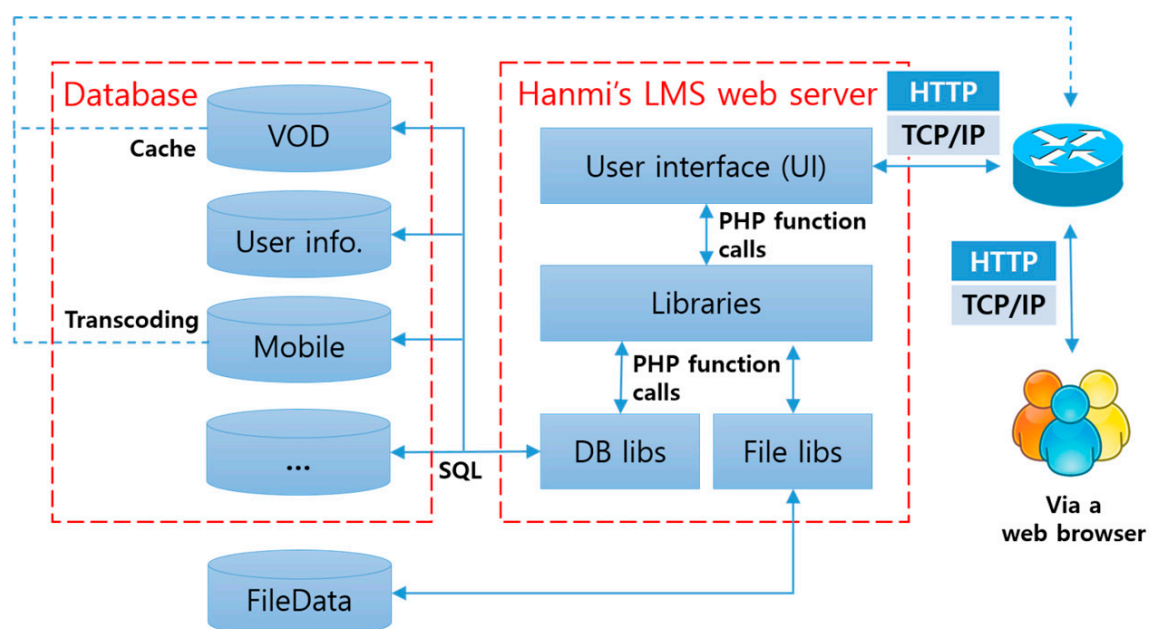 Database
VOD
Cache
User info.
Transcoding
Mobile
...
SQL
FileData
Hanmi's LMS web server
User interface (UI)
PHP function
calls
Libraries
PHP function
calls
DB libs
File libs
HTTP
TCP/IP
HTTP
TCP/IP
Via a
web browser